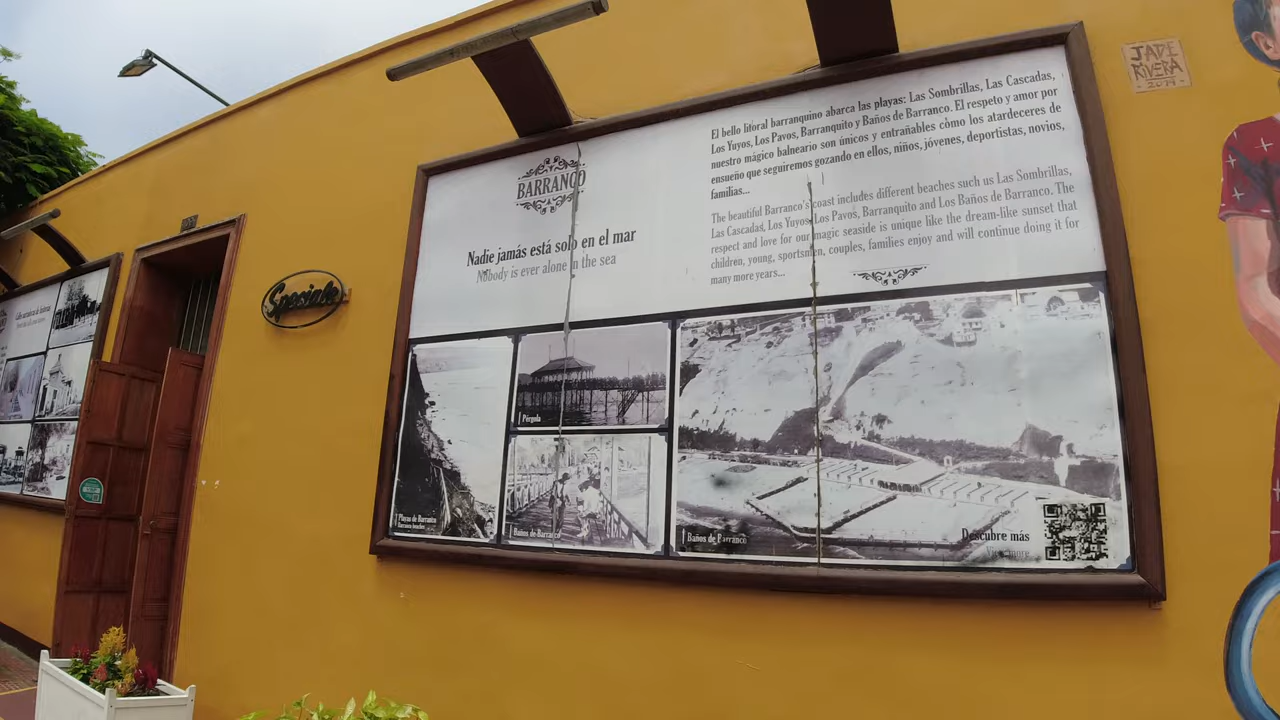 BARRANCO
Nadie jamás está solo en el mar
Nobody is ever alone in the sea
El bello litoral barranquino abarca las playas: Las Sombrillas, Las Cascadas,
Los Yuyos, Los Pavos, Barranquito y Baños de Barranco. El respeto y amor por
nuestro mágico balneario son únicos y entrañables cómo los atardeceres de
ensueño que seguiremos gozando en ellos, niños, jóvenes, deportistas, novios,
familias...
The beautiful Barranco's coast includes different beaches such us Las Sombrillas,
Las Cascadas, Los Yuyos, Los Pavos, Barranquito and Los Baños de Barranco. The
respect and love for our magic seaside is unique like the dream-like sunset that
children, young, sportsmen, couples, families enjoy and will continue doing it for
many more years...
Playas de Barranco
Barranco beaches
Pérgola
Baños de Barranco
Baños de Barranco
Descubre más
Speciale
JADE
RIVERA
2014